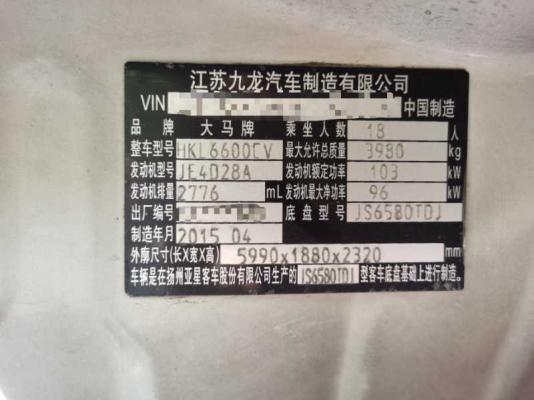 江苏九龙汽车制造有限公司
VIN 中国制造
品牌 大马牌 乘坐人数 18 人
整车型号 HKL6600CV 最大允许总质量 3980 kg
发动机型号 JE4D28A 发动机额定功率 103 kW
发动机排量 2776 mL 发动机最大净功率 96 kW
出厂编号 底盘型号 JS6580TDJ
制造年月 2015 04
外廓尺寸(长X宽X高) 5990x1880x2320 mm
车辆是在扬州亚星客车股份有限公司生产的 JS6580TDJ 型客车底盘基础上进行制造。